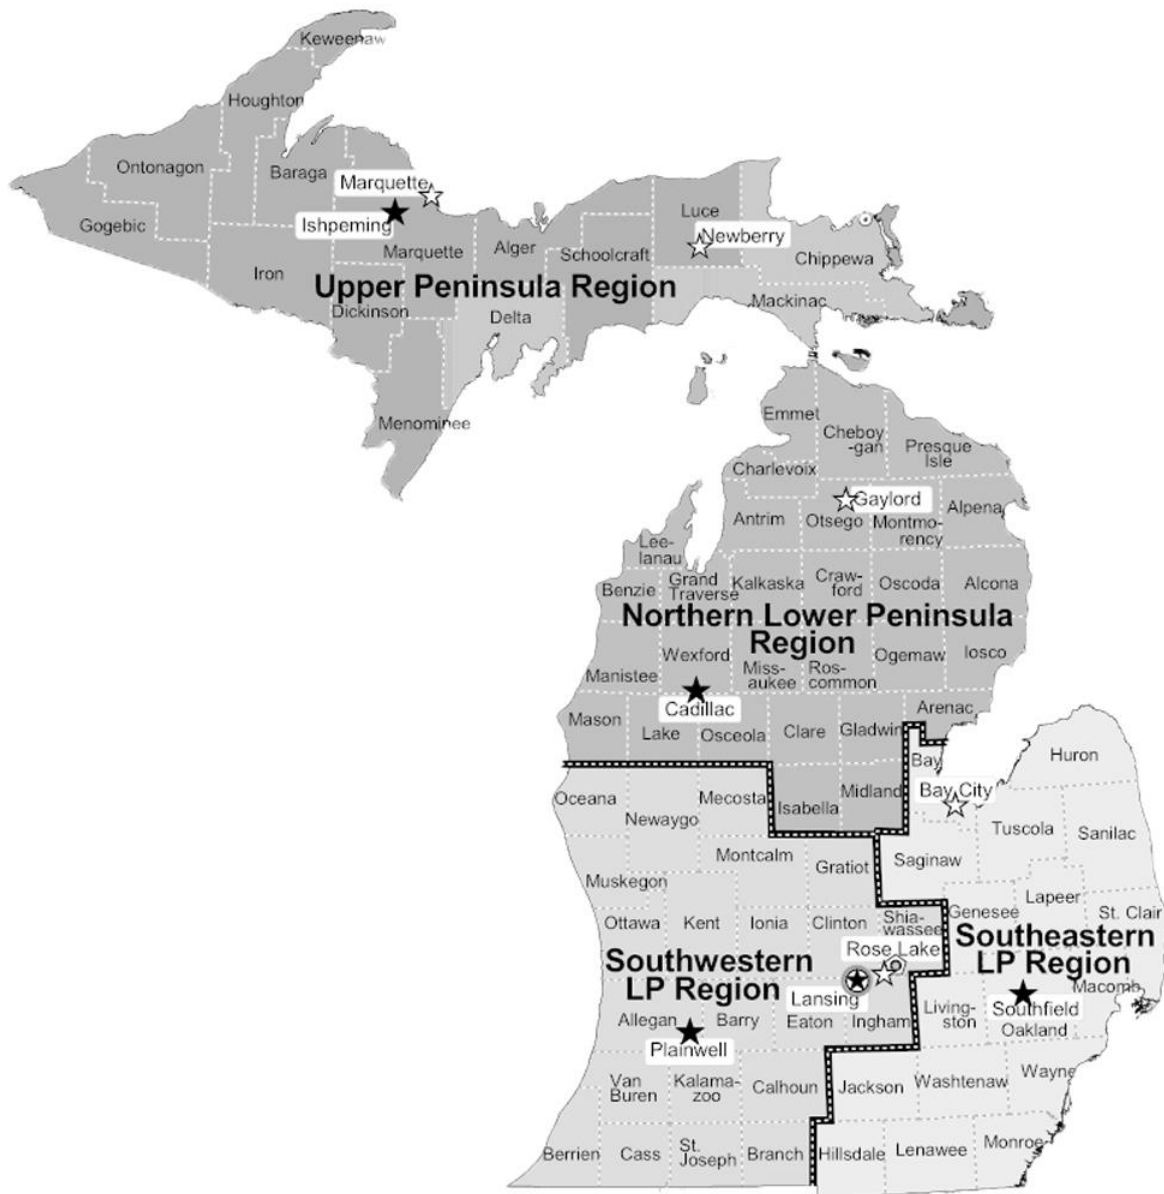 Keweenaw
Houghton
Ontonagon
Baraga
Marquette
Gogebic
Ishpeming
Luce
Newberry
Marquette
Alger
Schoolcraft
Chippewa
Iron
Upper Peninsula Region
Mackinac
Dickinson
Delta
Menominee
Emmet
Cheboy
-gan
Presque
Isle
Charlevoix
Gaylord
Antrim
Otsego
Montmo-
rency
Alpena
Lee-
lanau
Benzie
Grand
Traverse
Kalkaska
Craw-
ford
Oscoda
Alcona
Northern Lower Peninsula
Region
Manistee
Wexford
Miss-
aukee
Ros-
common
Ogemaw
Iosco
Cadillac
Arenac
Mason
Lake
Osceola
Clare
Gladwin
Bay
Huron
Oceana
Newaygo
Mecosta
Isabella
Midland
Bay City
Tuscola
Sanilac
Montcalm
Gratiot
Saginaw
Muskegon
Lapeer
Ottawa
Kent
Ionia
Clinton
Shia-
wassee
Genesee
St. Clair
Southwestern
LP Region
Rose Lake
Southeastern
LP Region
Lansing
Macomb
Southfield
Allegan
Barry
Eaton
Ingham
Living-
ston
Oakland
Plainwell
Van
Buren
Kalama-
zoo
Calhoun
Jackson
Washtenaw
Wayne
Berrien
Cass
St.
Joseph
Branch
Hillsdale
Lenawee
Monroe